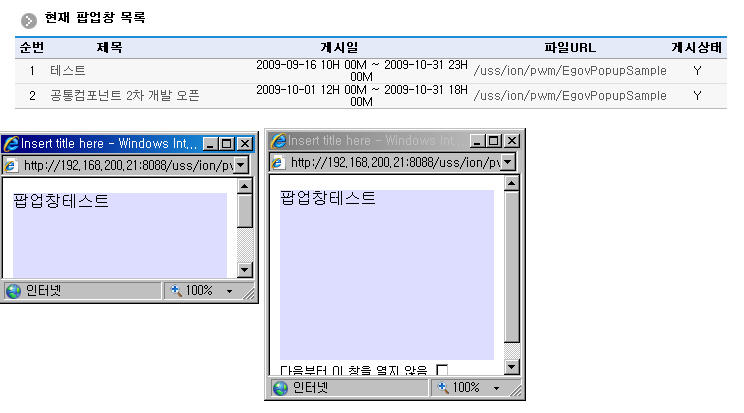 현재 팝업창 목록
순번 제목 게시일 파일URL 게시상태
1 테스트 2009-09-16 10H 00M ~ 2009-10-31 23H 00M /uss/ion/pwm/EgovPopupSample Y
2 공통컴포넌트 2차 개발 오픈 2009-10-01 12H 00M ~ 2009-10-31 18H 00M /uss/ion/pwm/EgovPopupSample Y
Insert title here - Windows Int...
http://192.168.200.21:8088/uss/ion/pv
팝업창테스트
인터넷 100%
Insert title here - Windows Int...
http://192.168.200.21:8088/uss/ion/pv
팝업창테스트
다음부터 이 창을 열지 않음
인터넷 100%